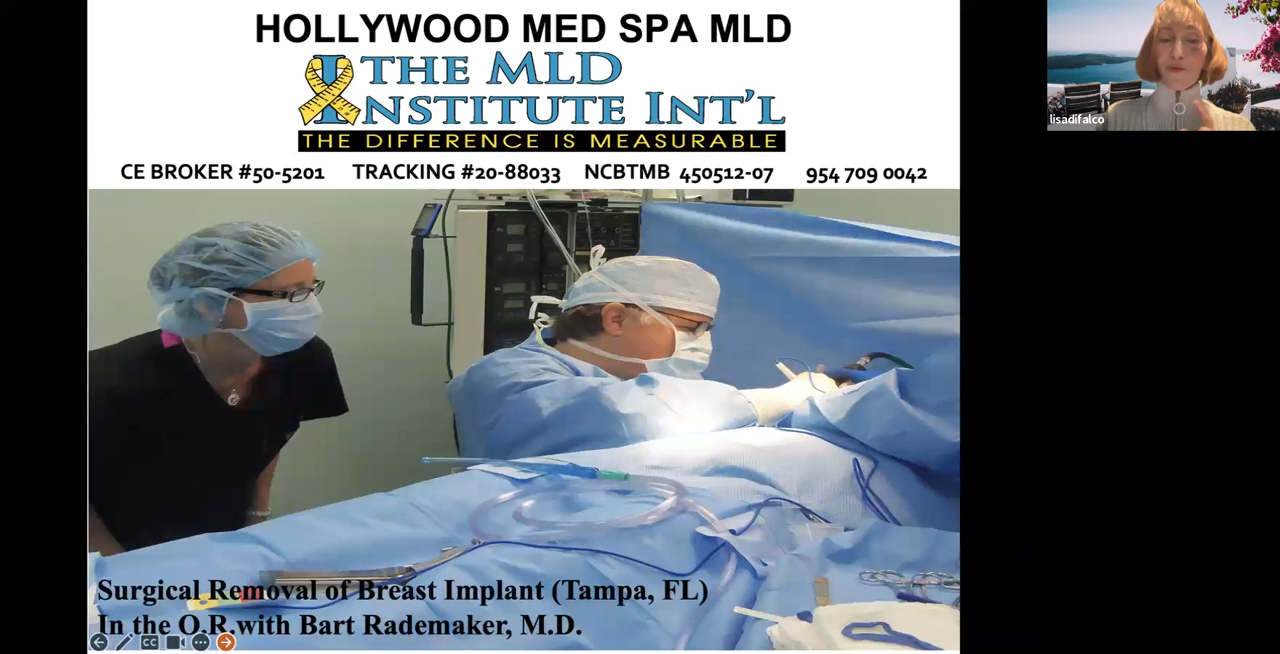 HOLLYWOOD MED SPA MLD
THE MLD
INSTITUTE INT'L
THE DIFFERENCE IS MEASURABLE
CE BROKER #50-5201 TRACKING #20-88033 NCBTMB 450512-07 954 709 0042
lisadifalco
Surgical Removal of Breast Implant (Tampa, FL)
In the O.R.with Bart Rademaker, M.D.
CC